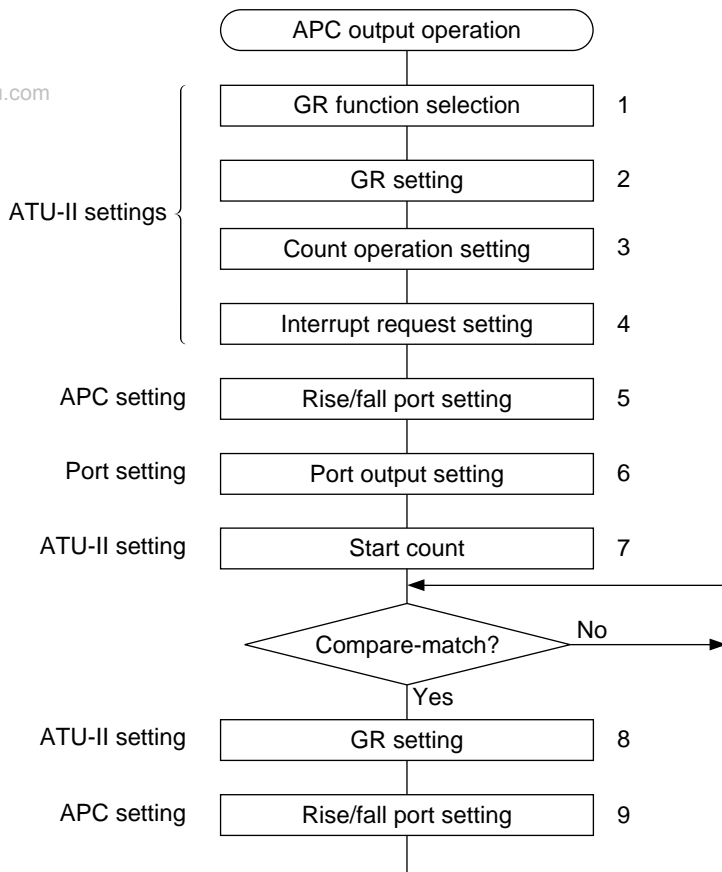 APC output operation
u.com
GR function selection 1
GR setting 2
ATU-II settings
Count operation setting 3
Interrupt request setting 4
APC setting Rise/fall port setting 5
Port setting Port output setting 6
ATU-II setting Start count 7
Compare-match? No
Yes
ATU-II setting GR setting 8
APC setting Rise/fall port setting 9